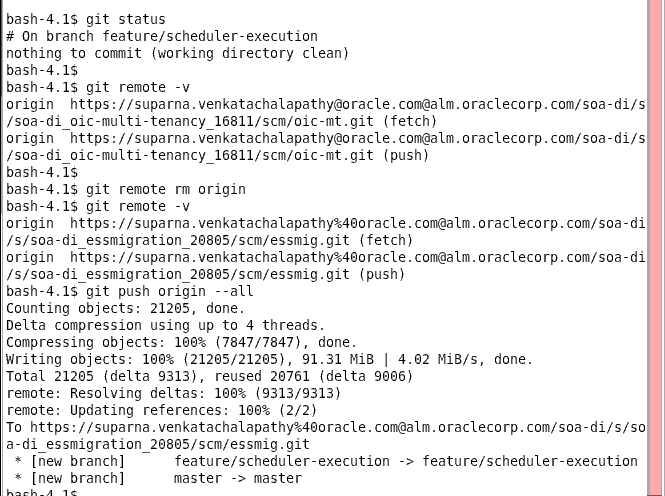 bash-4.1$ git status
# On branch feature/scheduler-execution
nothing to commit (working directory clean)
bash-4.1$
bash-4.1$ git remote -v
origin  https://suparna.venkatachalapathy@oracle.com@alm.oraclecorp.com/soa-di/s
/soa-di_oic-multi-tenancy_16811/scm/oic-mt.git (fetch)
origin  https://suparna.venkatachalapathy@oracle.com@alm.oraclecorp.com/soa-di/s
/soa-di_oic-multi-tenancy_16811/scm/oic-mt.git (push)
bash-4.1$
bash-4.1$ git remote rm origin
bash-4.1$ git remote -v
origin  https://suparna.venkatachalapathy%40oracle.com@alm.oraclecorp.com/soa-di
/s/soa-di_essmigration_20805/scm/essmig.git (fetch)
origin  https://suparna.venkatachalapathy%40oracle.com@alm.oraclecorp.com/soa-di
/s/soa-di_essmigration_20805/scm/essmig.git (push)
bash-4.1$ git push origin --all
Counting objects: 21205, done.
Delta compression using up to 4 threads.
Compressing objects: 100% (7847/7847), done.
Writing objects: 100% (21205/21205), 91.31 MiB | 4.02 MiB/s, done.
Total 21205 (delta 9313), reused 20761 (delta 9006)
remote: Resolving deltas: 100% (9313/9313)
remote: Updating references: 100% (2/2)
To https://suparna.venkatachalapathy%40oracle.com@alm.oraclecorp.com/soa-di/s/so
a-di_essmigration_20805/scm/essmig.git
 * [new branch]      feature/scheduler-execution -> feature/scheduler-execution
 * [new branch]      master -> master
bash-4.1$